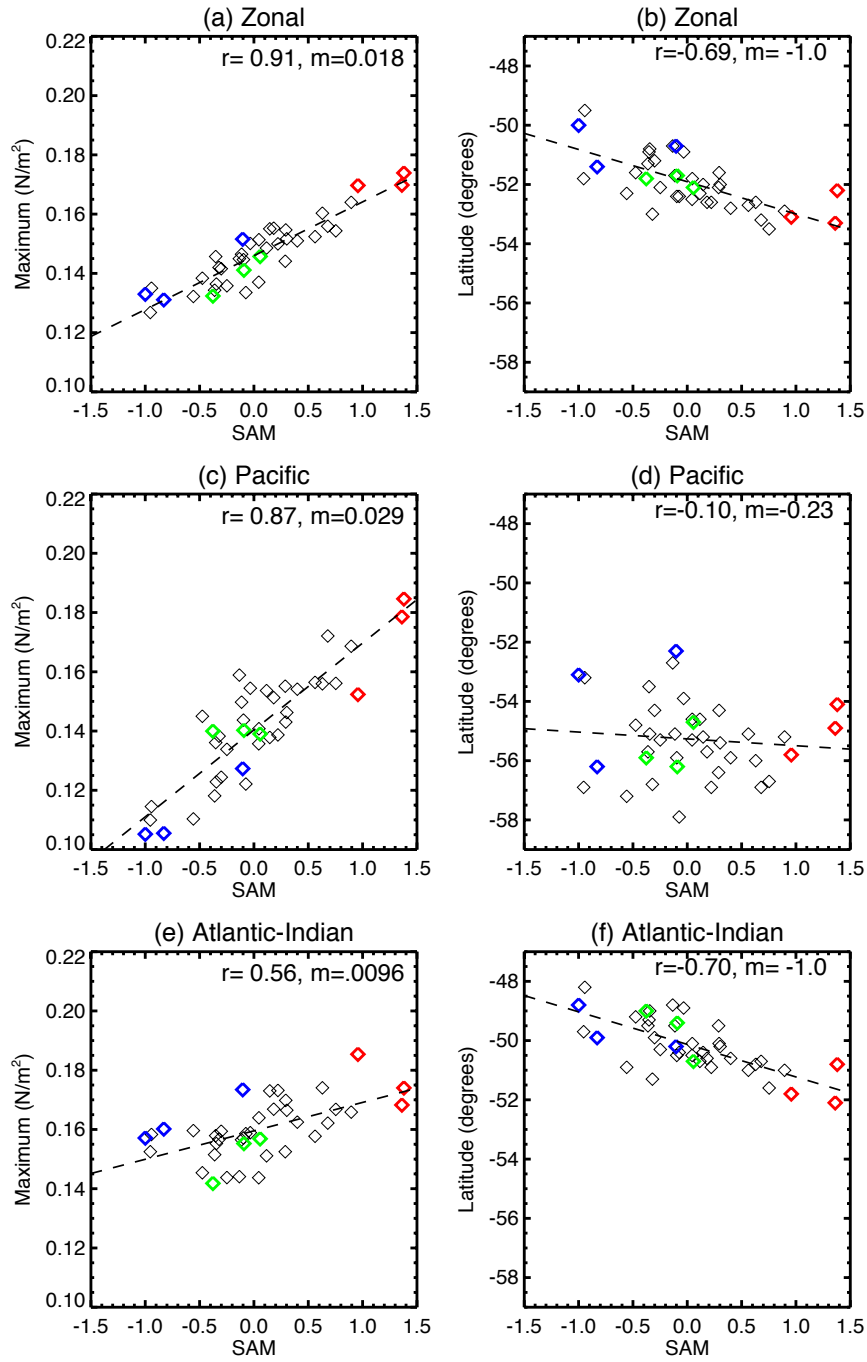 (a) Zonal
r= 0.91, m=0.018
Maximum (N/m²)
0.22
0.20
0.18
0.16
0.14
0.12
0.10
-1.5 -1.0 -0.5 0.0 0.5 1.0 1.5
SAM
(b) Zonal
r=-0.69, m= -1.0
Latitude (degrees)
-48
-50
-52
-54
-56
-58
-1.5 -1.0 -0.5 0.0 0.5 1.0 1.5
SAM
(c) Pacific
r= 0.87, m=0.029
Maximum (N/m²)
0.22
0.20
0.18
0.16
0.14
0.12
0.10
-1.5 -1.0 -0.5 0.0 0.5 1.0 1.5
SAM
(d) Pacific
r=-0.10, m=-0.23
Latitude (degrees)
-48
-50
-52
-54
-56
-58
-1.5 -1.0 -0.5 0.0 0.5 1.0 1.5
SAM
(e) Atlantic-Indian
r= 0.56, m=.0096
Maximum (N/m²)
0.22
0.20
0.18
0.16
0.14
0.12
0.10
-1.5 -1.0 -0.5 0.0 0.5 1.0 1.5
SAM
(f) Atlantic-Indian
r=-0.70, m= -1.0
Latitude (degrees)
-48
-50
-52
-54
-56
-58
-1.5 -1.0 -0.5 0.0 0.5 1.0 1.5
SAM